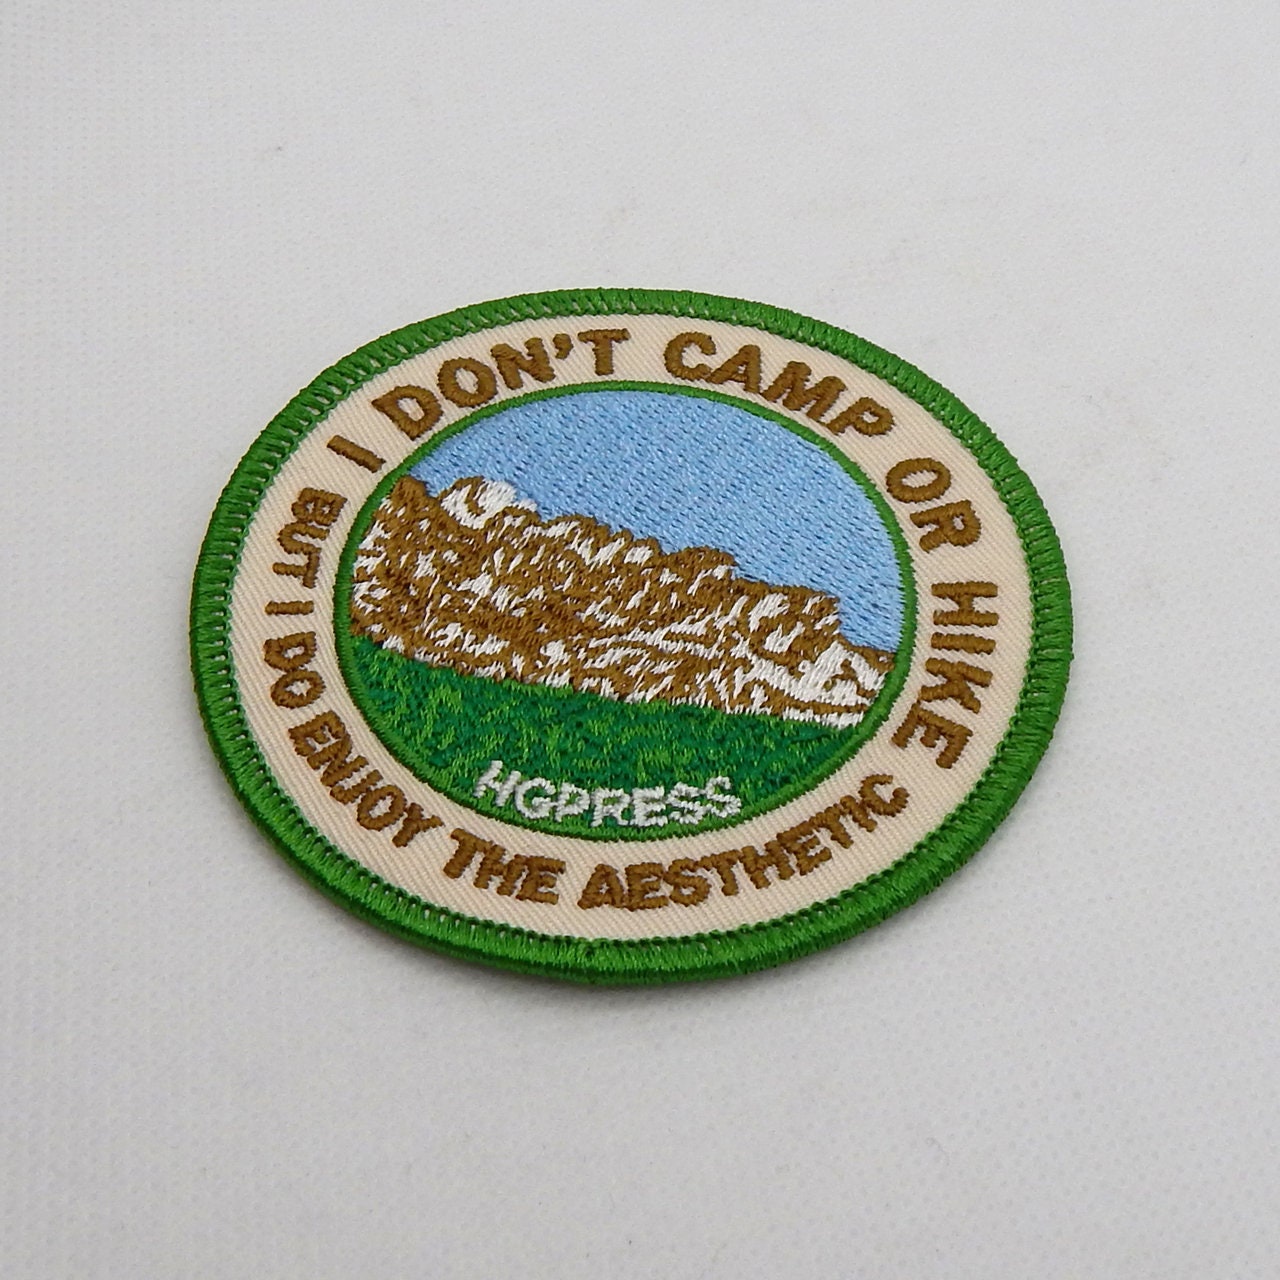 I DON'T CAMP OR HIKE
BUT I DO ENJOY THE AESTHETIC
HGPRESS